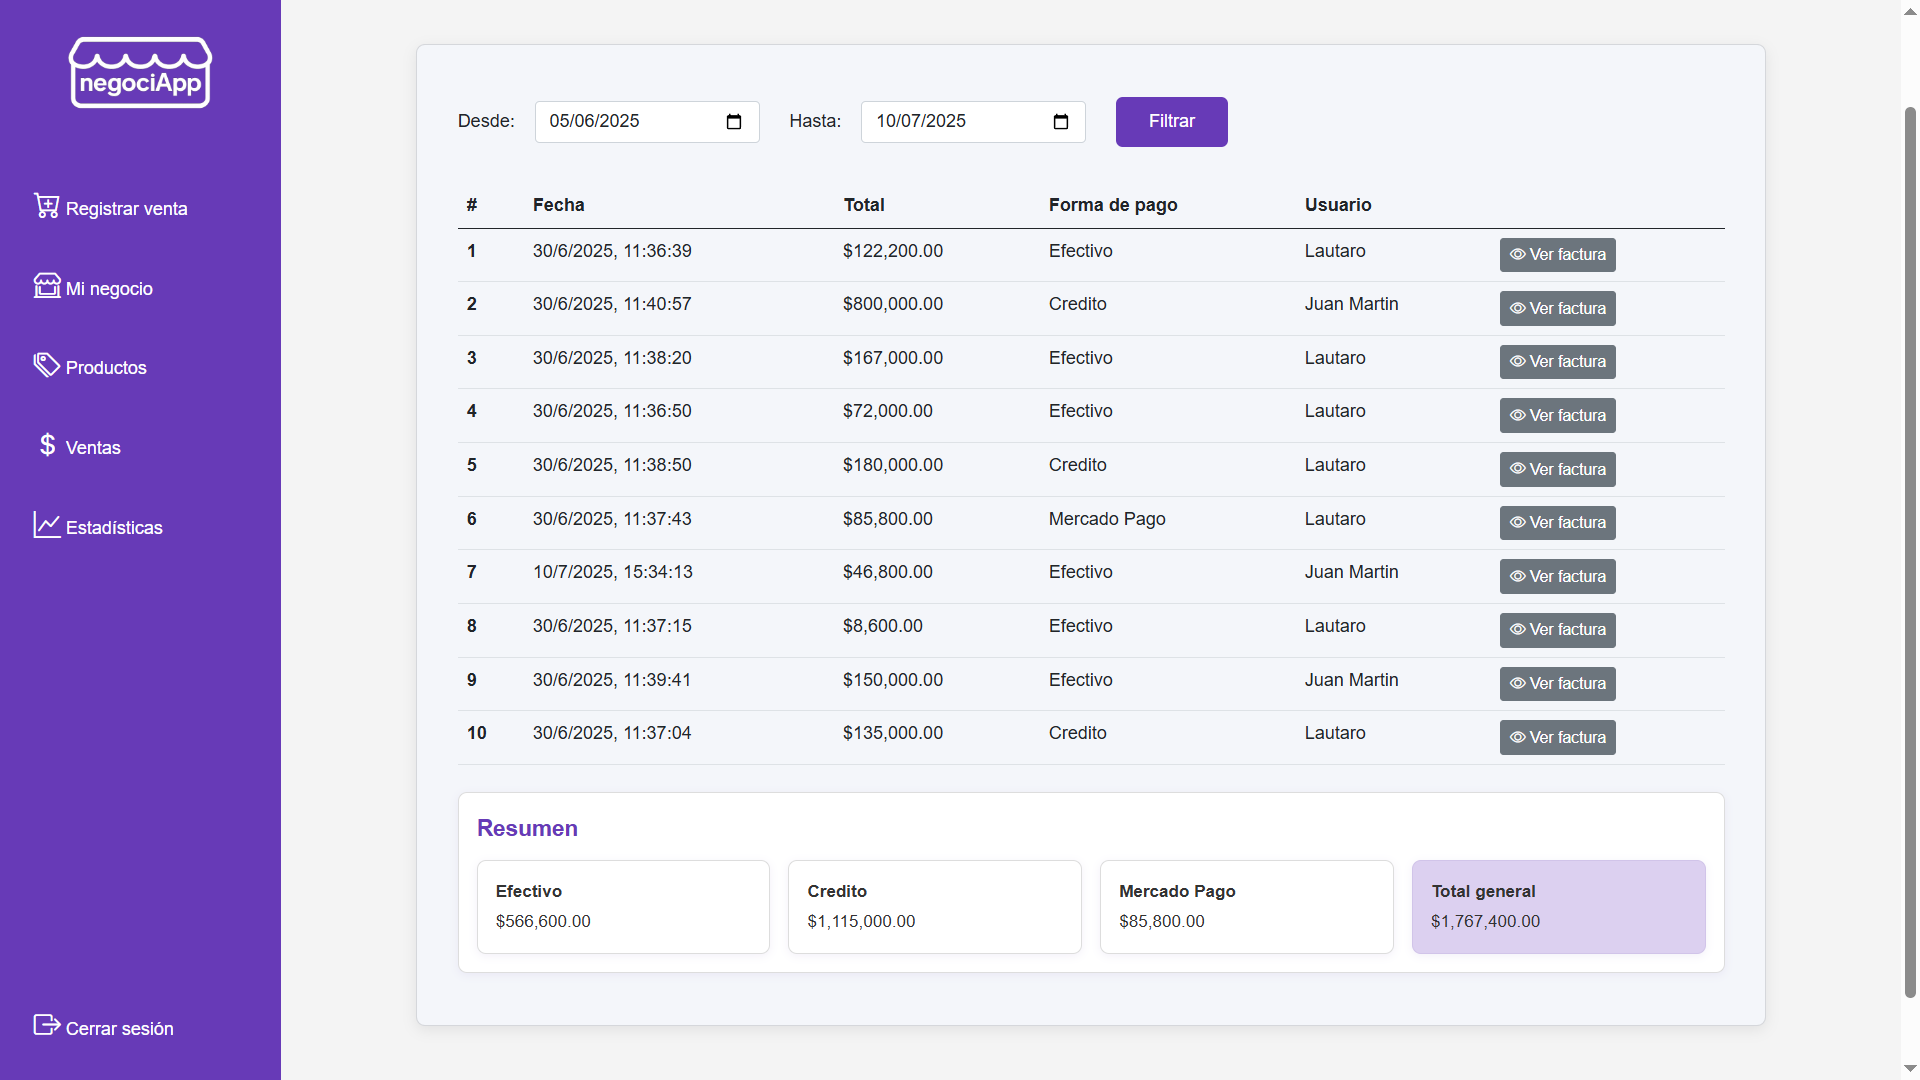 negociApp
Registrar venta
Mi negocio
Productos
Ventas
Estadísticas
Cerrar sesión
Desde: 05/06/2025 Hasta: 10/07/2025 Filtrar
# Fecha Total Forma de pago Usuario
1 30/6/2025, 11:36:39 $122,200.00 Efectivo Lautaro Ver factura
2 30/6/2025, 11:40:57 $800,000.00 Credito Juan Martin Ver factura
3 30/6/2025, 11:38:20 $167,000.00 Efectivo Lautaro Ver factura
4 30/6/2025, 11:36:50 $72,000.00 Efectivo Lautaro Ver factura
5 30/6/2025, 11:38:50 $180,000.00 Credito Lautaro Ver factura
6 30/6/2025, 11:37:43 $85,800.00 Mercado Pago Lautaro Ver factura
7 10/7/2025, 15:34:13 $46,800.00 Efectivo Juan Martin Ver factura
8 30/6/2025, 11:37:15 $8,600.00 Efectivo Lautaro Ver factura
9 30/6/2025, 11:39:41 $150,000.00 Efectivo Juan Martin Ver factura
10 30/6/2025, 11:37:04 $135,000.00 Credito Lautaro Ver factura
Resumen
Efectivo Credito Mercado Pago Total general
$566,600.00 $1,115,000.00 $85,800.00 $1,767,400.00